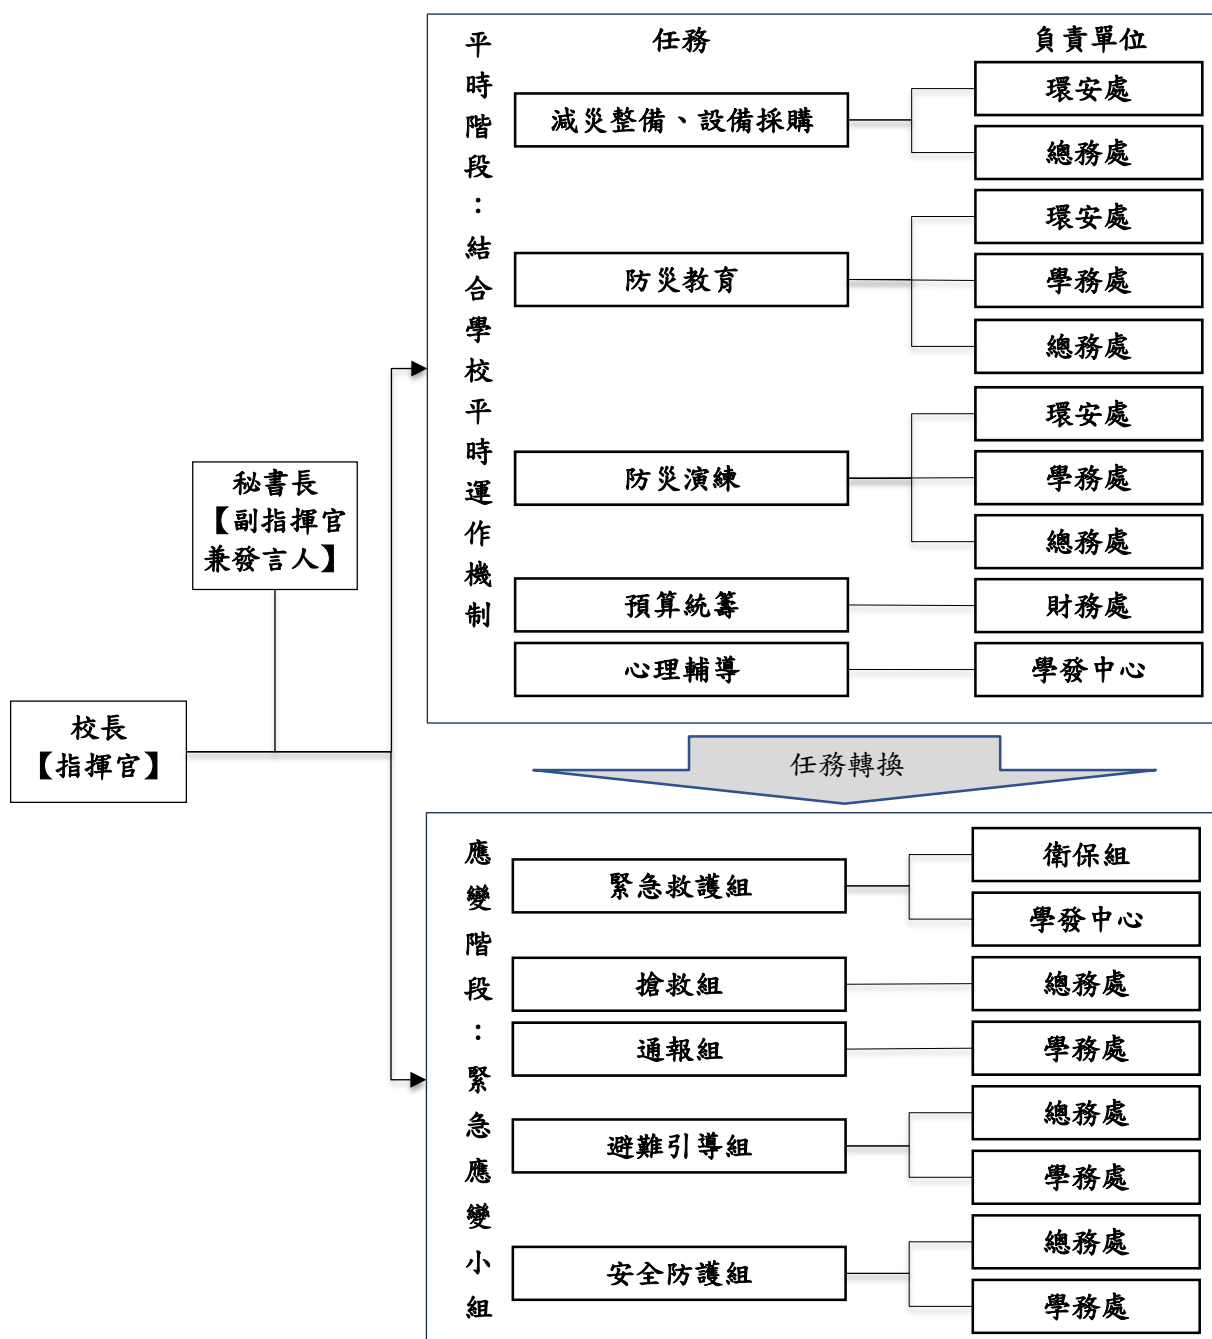 校長
【指揮官】
秘書長
【副指揮官
兼發言人】
平時階段：結合學校平時運作機制
任務
負責單位
減災整備、設備採購
環安處
總務處
防災教育
環安處
學務處
總務處
防災演練
環安處
學務處
總務處
預算統籌
財務處
心理輔導
學發中心
任務轉換
應變階段：緊急應變小組
緊急救護組
衛保組
學發中心
搶救組
總務處
通報組
學務處
避難引導組
總務處
學務處
安全防護組
總務處
學務處